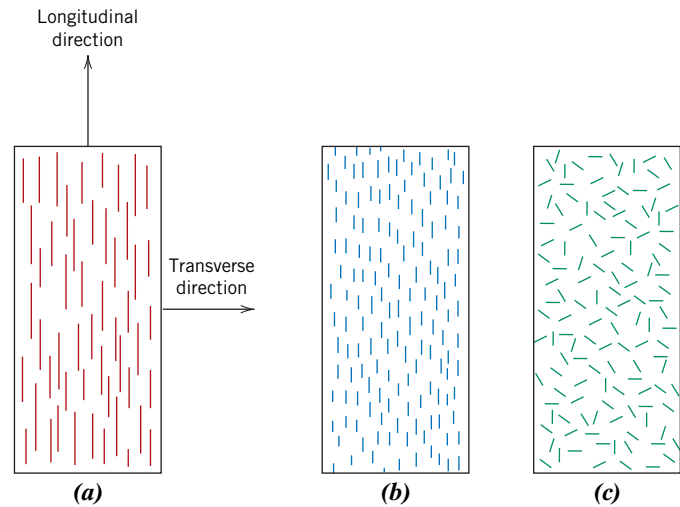 Longitudinal
direction
Transverse
direction
(a)
(b)
(c)